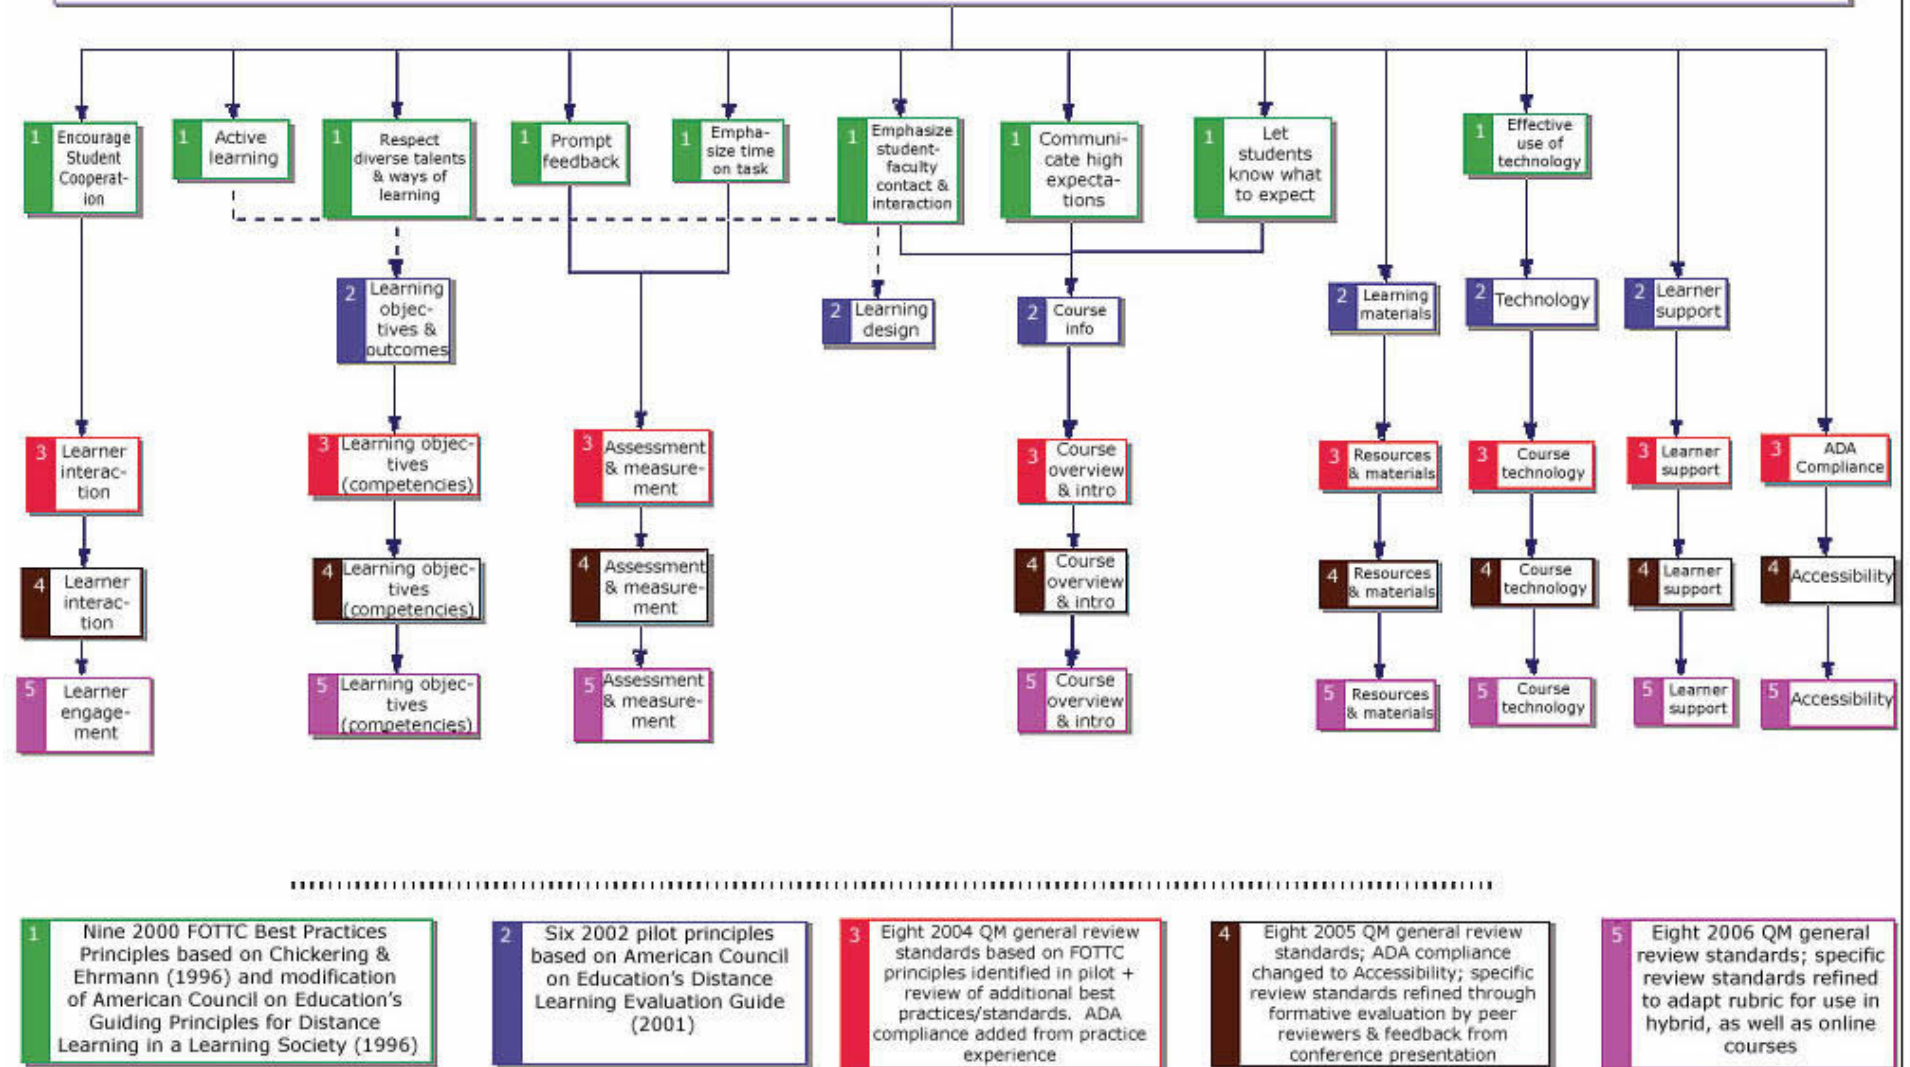 1 Encourage
Student
Cooperat-
ion
1 Active
learning
1 Respect
diverse talents
& ways of
learning
1 Prompt
feedback
1 Empha-
size time
on task
1 Emphasize
student-
faculty
contact &
interaction
1 Communi-
cate high
expecta-
tions
1 Let
students
know what
to expect
1 Effective
use of
technology
2 Learning
objec-
tives &
outcomes
2 Learning
design
2 Course
info
2 Learning
materials
2 Technology
2 Learner
support
3 Learner
interac-
tion
3 Learning objec-
tives
(competencies)
3 Assessment
& measure-
ment
3 Course
overview
& intro
3 Resources
& materials
3 Course
technology
3 Learner
support
3 ADA
Compliance
4 Learner
interac-
tion
4 Learning objec-
tives
(competencies)
4 Assessment
& measure-
ment
4 Course
overview
& intro
4 Resources
& materials
4 Course
technology
4 Learner
support
4 Accessibility
5 Learner
engage-
ment
5 Learning objec-
tives
(competencies)
5 Assessment
& measure-
ment
5 Course
overview
& intro
5 Resources
& materials
5 Course
technology
5 Learner
support
5 Accessibility
1 Nine 2000 FOTTC Best Practices
Principles based on Chickering &
Ehrmann (1996) and modification
of American Council on Education's
Guiding Principles for Distance
Learning in a Learning Society (1996)
2 Six 2002 pilot principles
based on American Council
on Education's Distance
Learning Evaluation Guide
(2001)
3 Eight 2004 QM general review
standards based on FOTTC
principles identified in pilot +
review of additional best
practices/standards. ADA
compliance added from practice
experience
4 Eight 2005 QM general review
standards; ADA compliance
changed to Accessibility; specific
review standards refined through
formative evaluation by peer
reviewers & feedback from
conference presentation
5 Eight 2006 QM general
review standards; specific
review standards refined
to adapt rubric for use in
hybrid, as well as online
courses